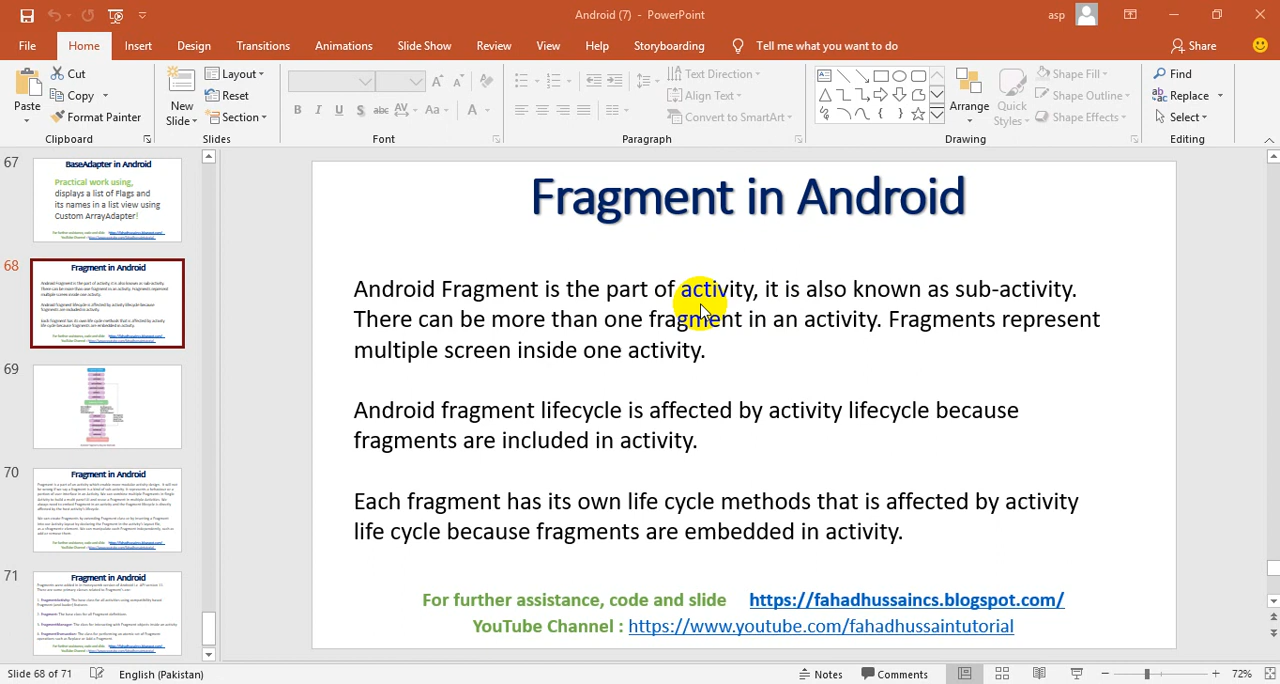 Android (7) - PowerPoint
asp
File Home Insert Design Transitions Animations Slide Show Review View Help Storyboarding Tell me what you want to do Share
Paste
Cut
Copy
Format Painter
Clipboard
New Slide
Layout
Reset
Section
Slides
Font
Text Direction
Align Text
Convert to SmartArt
Paragraph
Arrange
Quick Styles
Shape Fill
Shape Outline
Shape Effects
Drawing
Find
Replace
Select
Editing
67
BaseAdapter in Android
Practical work using,
displays a list of Flags and
its names in a list view using
Custom ArrayAdapter!
68
Fragment in Android
69
70
Fragment in Android
71
Fragment in Android
Fragment in Android
Android Fragment is the part of activity, it is also known as sub-activity.
There can be more than one fragment in an activity. Fragments represent
multiple screen inside one activity.
Android fragment lifecycle is affected by activity lifecycle because
fragments are included in activity.
Each fragment has its own life cycle methods that is affected by activity
lifecycle because fragments are embedded in activity.
For further assistance, code and slide https://fahadhussaincs.blogspot.com/
YouTube Channel : https://www.youtube.com/fahadhussaintutorial
Slide 68 of 71 English (Pakistan) Notes Comments 72%